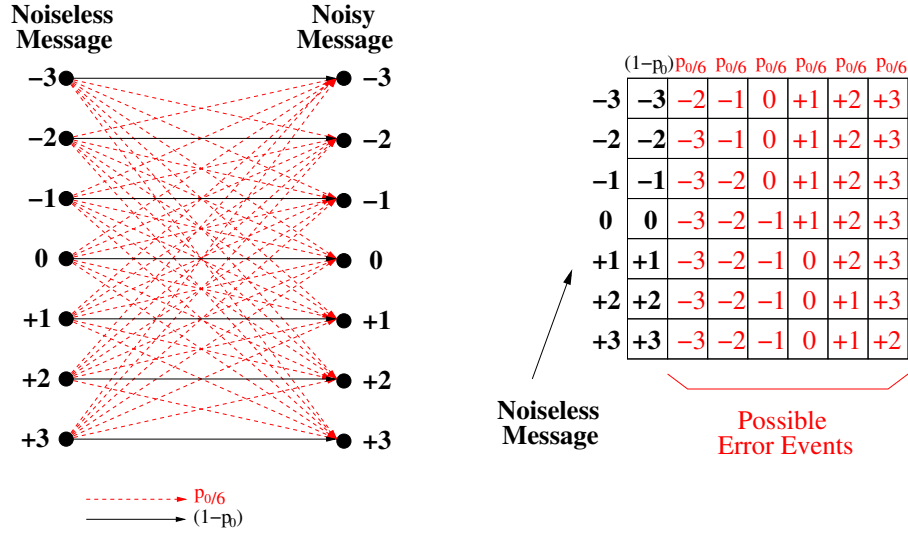 Noiseless
Message
Noisy
Message
−3
−3
−2
−2
−1
−1
0
0
+1
+1
+2
+2
+3
+3
p0/6
(1−p0)
(1−p0) p0/6 p0/6 p0/6 p0/6 p0/6 p0/6
−3 −3 −2 −1 0 +1 +2 +3
−2 −2 −3 −1 0 +1 +2 +3
−1 −1 −3 −2 0 +1 +2 +3
0 0 −3 −2 −1 +1 +2 +3
+1 +1 −3 −2 −1 0 +2 +3
+2 +2 −3 −2 −1 0 +1 +3
+3 +3 −3 −2 −1 0 +1 +2
Noiseless
Message
Possible
Error Events